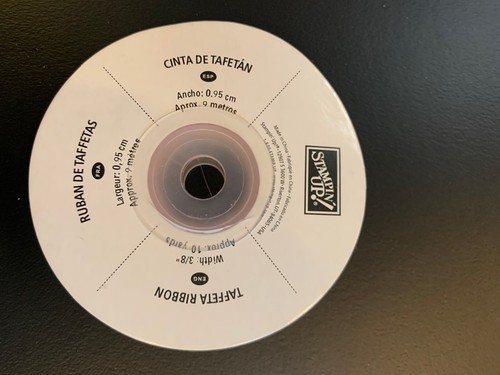 CINTA DE TAFETÁN
ESP
Ancho: 0,95 cm
Aprox. 9 metros
RUBAN DE TAFFETAS
FRA
Largeur: 0,95 cm
Approx. 9 mètres
TAFFETA RIBBON
ENG
Width: 3/8"
Approx. 10 yards
STAMPIN'
UP!